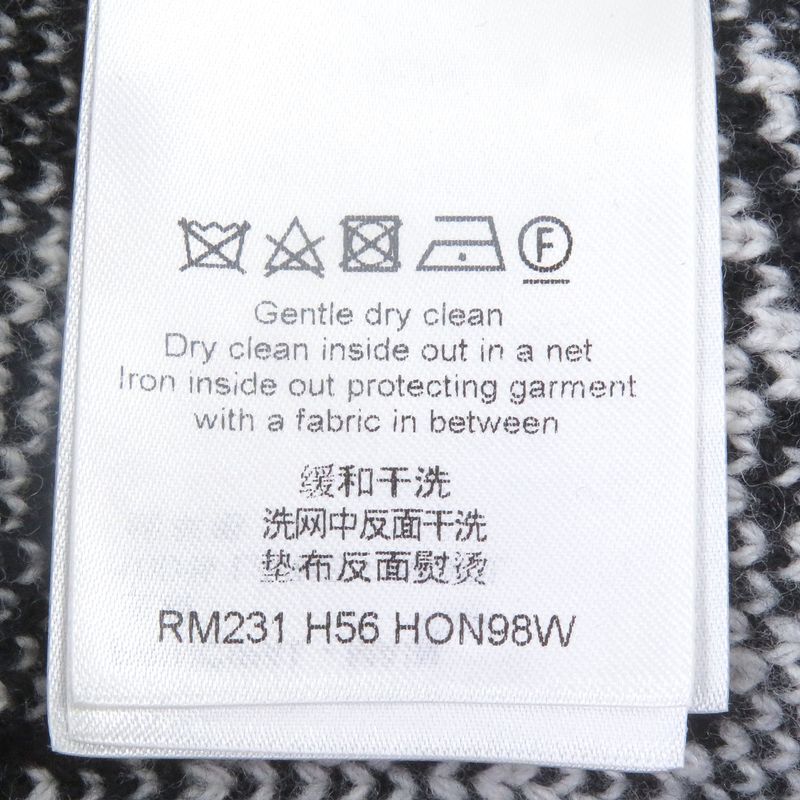 F
Gentle dry clean
Dry clean inside out in a net
Iron inside out protecting garment
with a fabric in between
缓和干洗
洗网中反面干洗
垫布反面熨烫
RM231 H56 HON98W